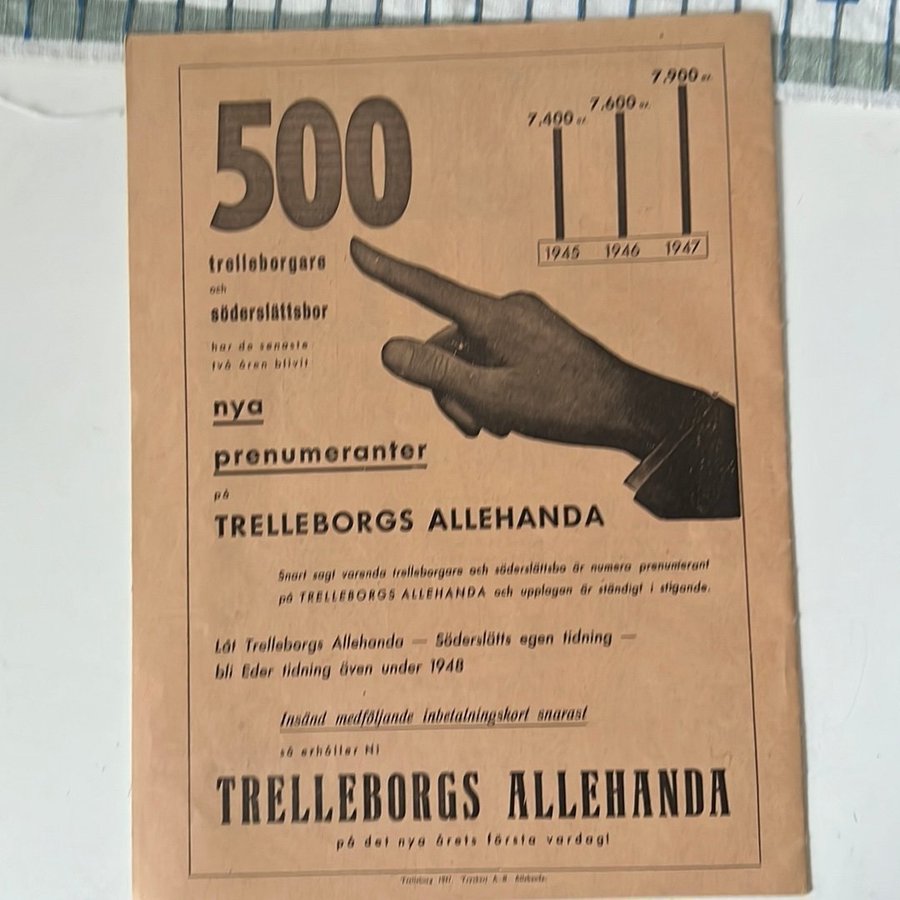 500
trelleborgare
och
söderslättsbor
har de senaste
två åren blivit
nya
prenumeranter
på
TRELLEBORGS ALLEHANDA
7.400 ex.
7.600 ex.
7.900 ex.
1945 1946 1947
Snart sagt varenda trelleborgare och söderslättsbo är numera prenumerant
på TRELLEBORGS ALLEHANDA och upplagan är ständigt i stigande.
Låt Trelleborgs Allehanda — Söderslätts egen tidning —
bli Eder tidning även under 1948
Insänd medföljande inbetalningskort snarast
så erhåller Ni
TRELLEBORGS ALLEHANDA
på det nya årets första vardag!
Trelleborg 1947. A.-B. Allehanda.